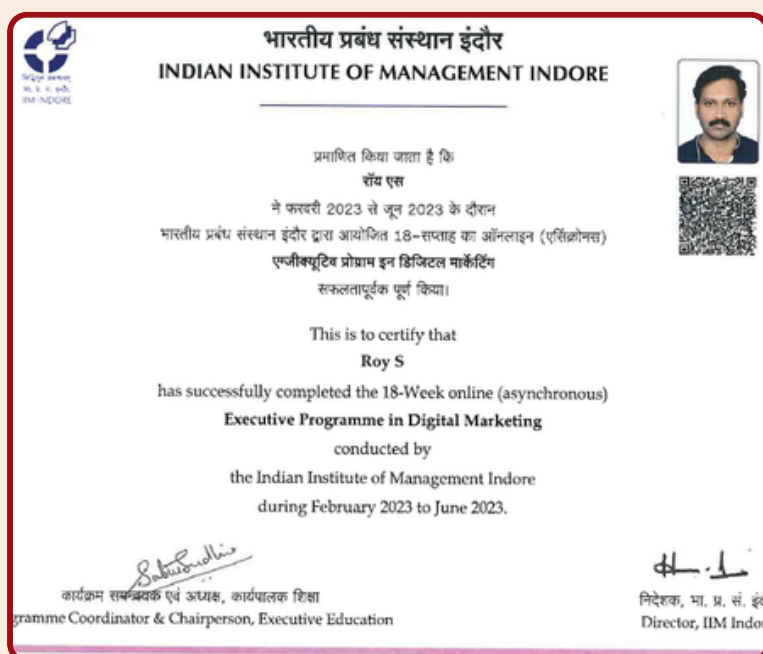 भारतीय प्रबंध संस्थान इंदौर
INDIAN INSTITUTE OF MANAGEMENT INDORE
भा. प्र. सं. इंदौर
IIM INDORE
प्रमाणित किया जाता है कि
रॉय एस
ने फरवरी 2023 से जून 2023 के दौरान
भारतीय प्रबंध संस्थान इंदौर द्वारा आयोजित 18-सप्ताह का ऑनलाइन (एसिंक्रोनस)
एग्जीक्यूटिव प्रोग्राम इन डिजिटल मार्केटिंग
सफलतापूर्वक पूर्ण किया।
This is to certify that
Roy S
has successfully completed the 18-Week online (asynchronous)
Executive Programme in Digital Marketing
conducted by
the Indian Institute of Management Indore
during February 2023 to June 2023.
कार्यक्रम समन्वयक एवं अध्यक्ष, कार्यपालक शिक्षा
gramme Coordinator & Chairperson, Executive Education
निदेशक, भा. प्र. सं. इंद
Director, IIM Indor